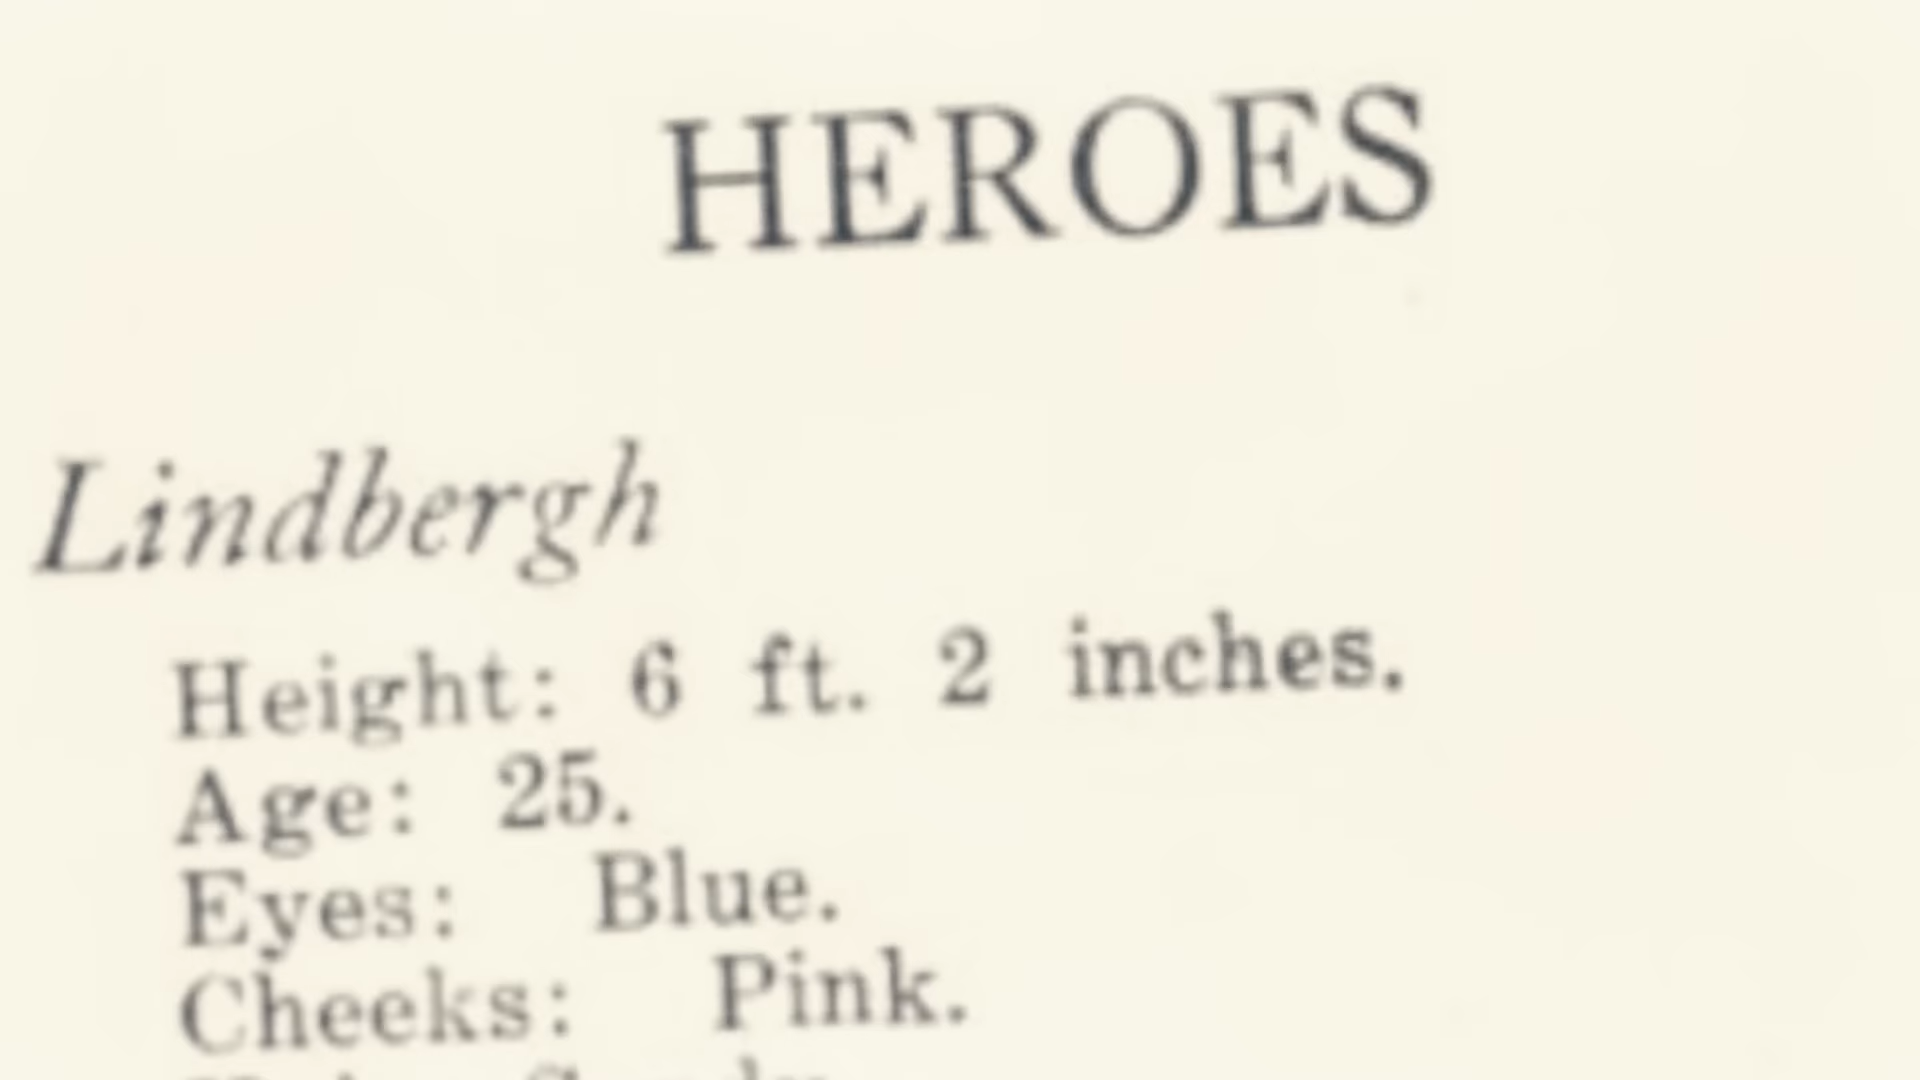 HEROES
Lindbergh
Height: 6 ft. 2 inches.
Age: 25.
Eyes: Blue.
Cheeks: Pink.